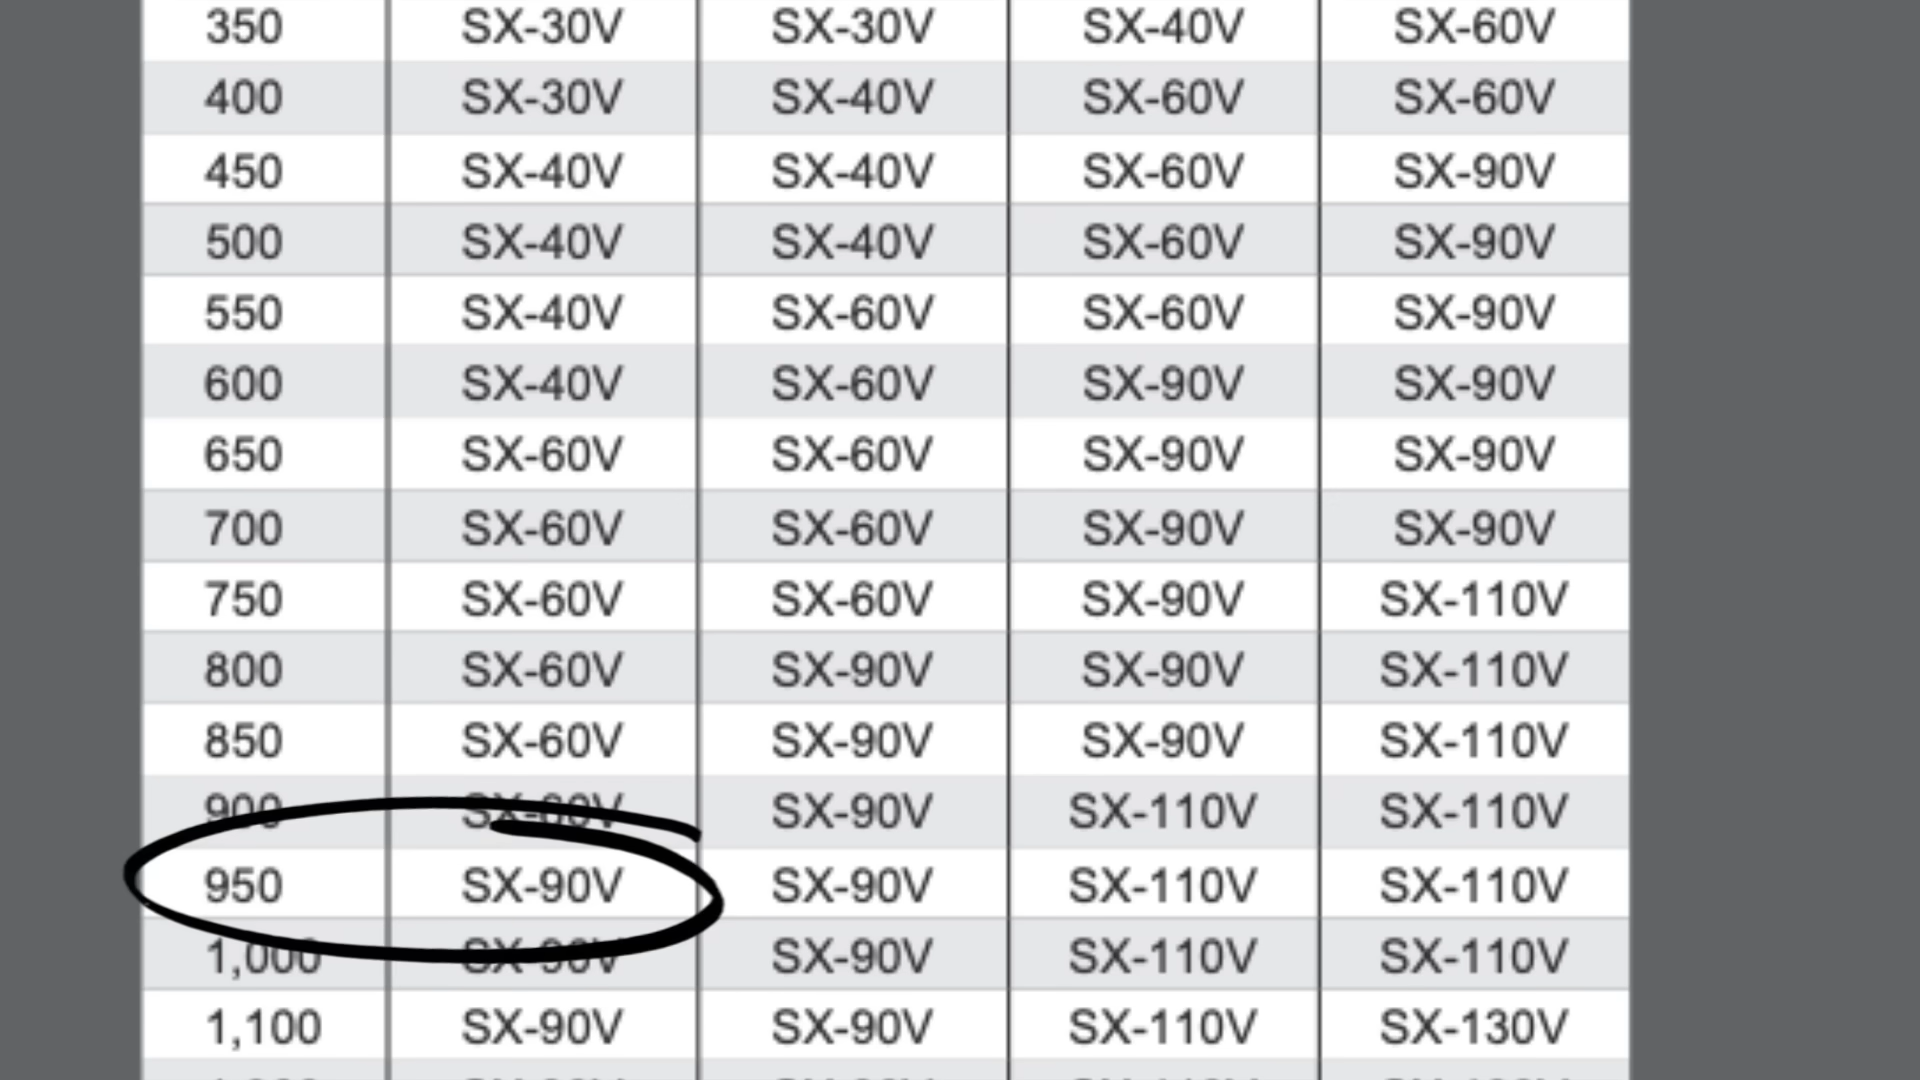 350 SX-30V SX-30V SX-40V SX-60V
400 SX-30V SX-40V SX-60V SX-60V
450 SX-40V SX-40V SX-60V SX-90V
500 SX-40V SX-40V SX-60V SX-90V
550 SX-40V SX-60V SX-60V SX-90V
600 SX-40V SX-60V SX-90V SX-90V
650 SX-60V SX-60V SX-90V SX-90V
700 SX-60V SX-60V SX-90V SX-90V
750 SX-60V SX-60V SX-90V SX-110V
800 SX-60V SX-90V SX-90V SX-110V
850 SX-60V SX-90V SX-90V SX-110V
900 SX-90V SX-110V SX-110V
950 SX-90V SX-90V SX-110V SX-110V
1,000 SX-90V SX-90V SX-110V SX-110V
1,100 SX-90V SX-90V SX-110V SX-130V